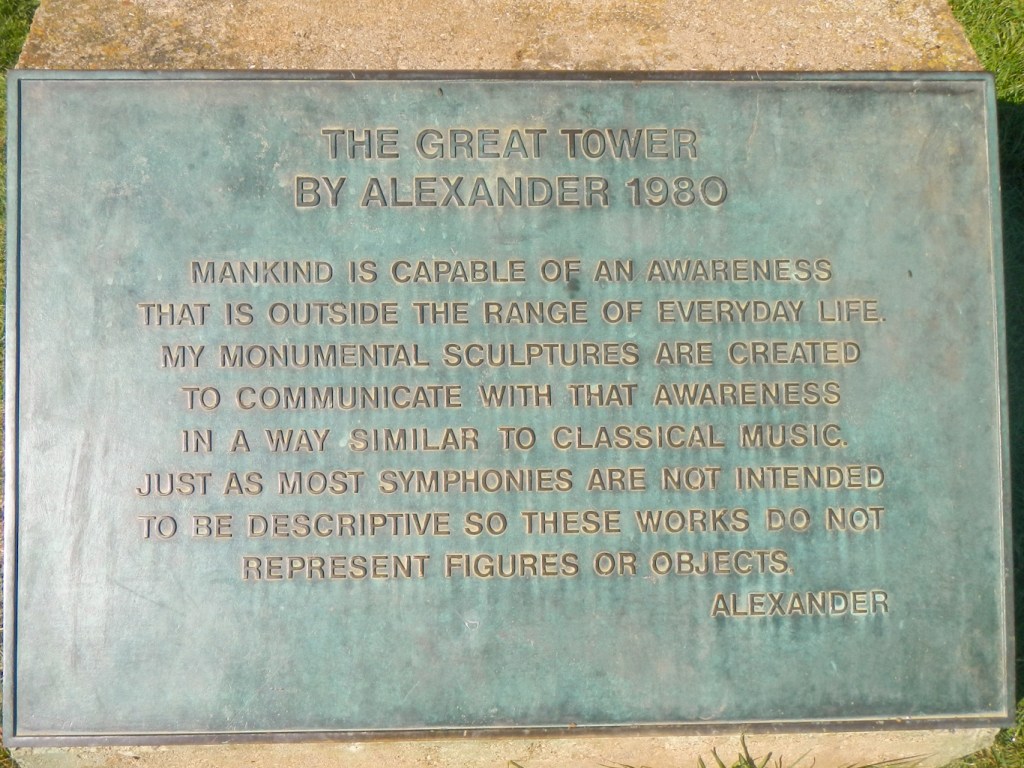 THE GREAT TOWER
BY ALEXANDER 1980
MANKIND IS CAPABLE OF AN AWARENESS
THAT IS OUTSIDE THE RANGE OF EVERYDAY LIFE.
MY MONUMENTAL SCULPTURES ARE CREATED
TO COMMUNICATE WITH THAT AWARENESS
IN A WAY SIMILAR TO CLASSICAL MUSIC.
JUST AS MOST SYMPHONIES ARE NOT INTENDED
TO BE DESCRIPTIVE SO THESE WORKS DO NOT
REPRESENT FIGURES OR OBJECTS.
ALEXANDER